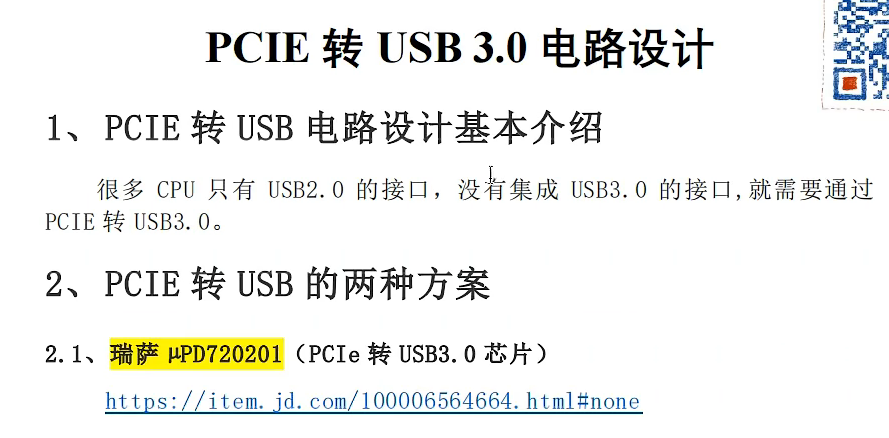 PCIE 转 USB 3.0 电路设计
1、PCIE 转 USB 电路设计基本介绍
很多 CPU 只有 USB2.0 的接口，没有集成 USB3.0 的接口,就需要通过
PCIE 转 USB3.0。
2、PCIE 转 USB 的两种方案
2.1、瑞萨 μPD720201（PCIe 转 USB3.0 芯片）
https://item.jd.com/100006564664.html#none